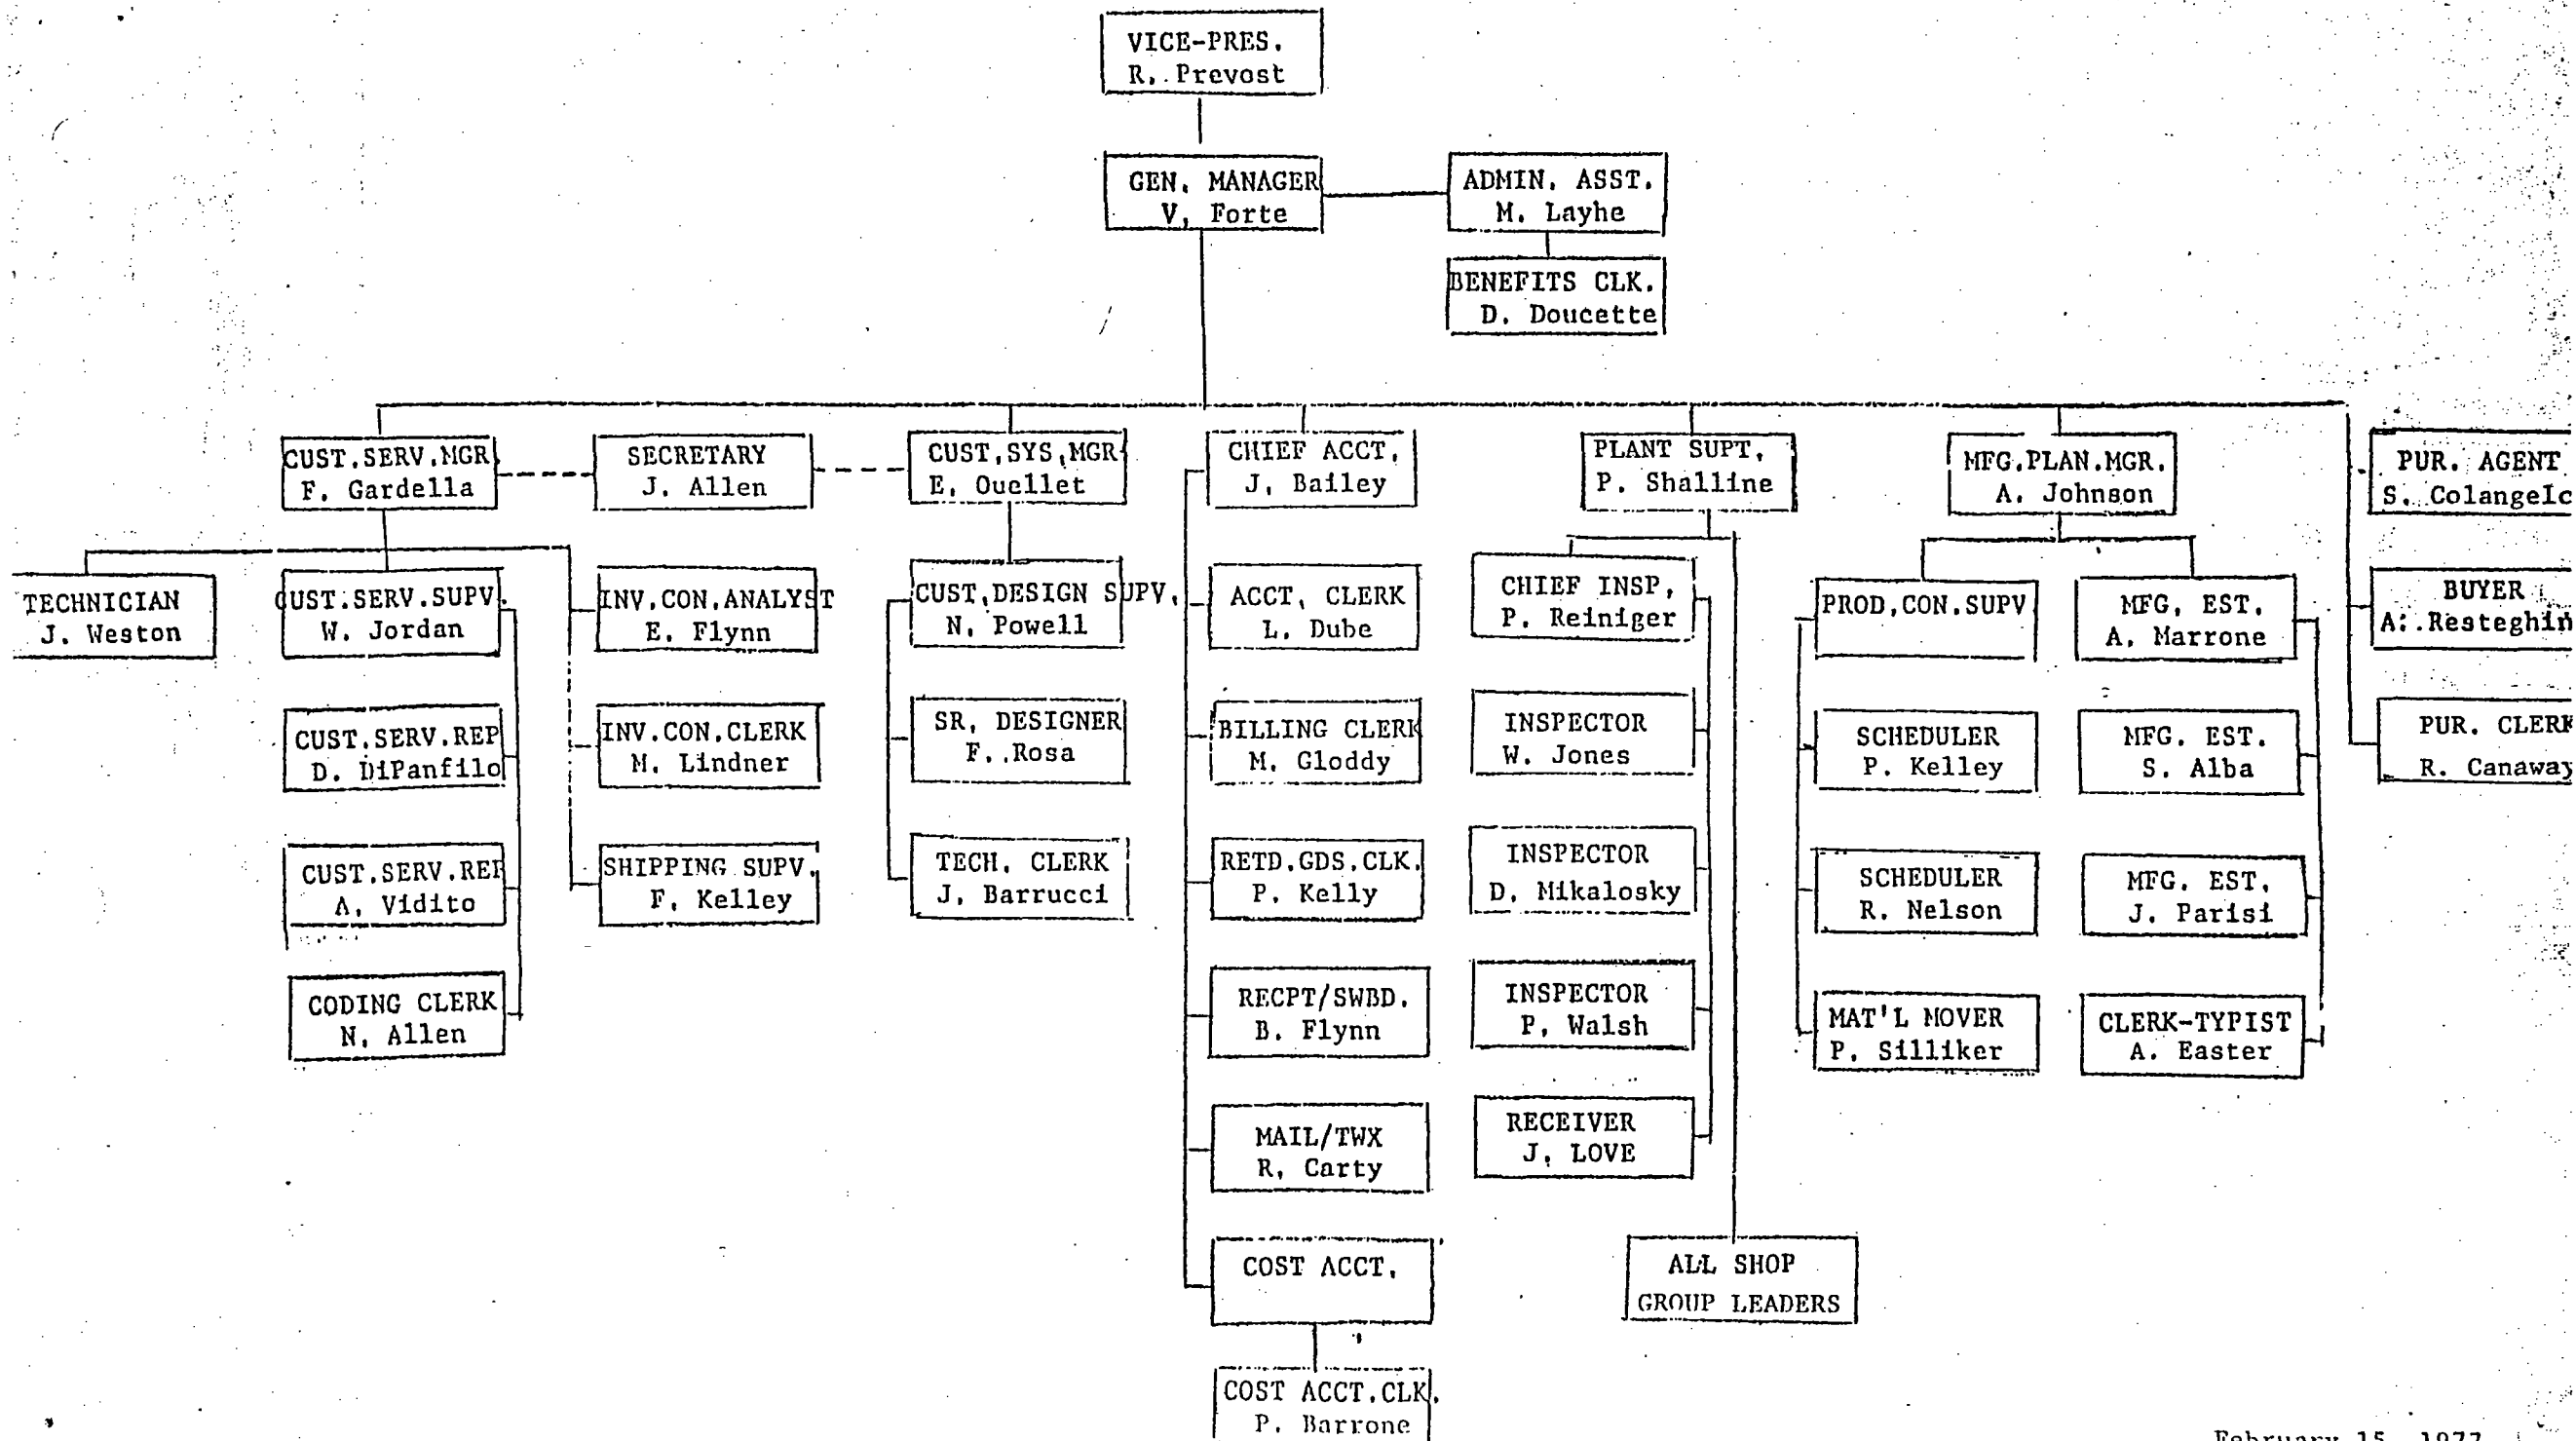 VICE-PRES.
R. Prevost
GEN. MANAGER
V. Forte
ADMIN. ASST.
M. Layhe
BENEFITS CLK.
D. Doucette
CUST.SERV.MGR
F. Gardella
SECRETARY
J. Allen
CUST.SYS.MGR
E. Ouellet
CHIEF ACCT.
J. Bailey
PLANT SUPT.
P. Shalline
MFG.PLAN.MGR.
A. Johnson
PUR. AGENT
S. Colangelo
TECHNICIAN
J. Weston
CUST.SERV.SUPV.
W. Jordan
INV.CON.ANALYST
E. Flynn
CUST.DESIGN SUPV.
N. Powell
ACCT. CLERK
L. Dube
CHIEF INSP.
P. Reiniger
PROD.CON.SUPV
MFG. EST.
A. Marrone
BUYER
A. Resteghin
CUST.SERV.REP
D. DiPanfilo
INV.CON.CLERK
M. Lindner
SR. DESIGNER
F. Rosa
BILLING CLERK
M. Gloddy
INSPECTOR
W. Jones
SCHEDULER
P. Kelley
MFG. EST.
S. Alba
PUR. CLERK
R. Canaway
CUST.SERV.REP
A. Vidito
SHIPPING SUPV.
F. Kelley
TECH. CLERK
J. Barrucci
RETD.GDS.CLK.
P. Kelly
INSPECTOR
D. Mikalosky
SCHEDULER
R. Nelson
MFG. EST.
J. Parisi
CODING CLERK
N. Allen
RECPT/SWBD.
B. Flynn
INSPECTOR
P. Walsh
MAT'L MOVER
P. Silliker
CLERK-TYPIST
A. Easter
MAIL/TWX
R. Carty
RECEIVER
J. LOVE
COST ACCT.
ALL SHOP
GROUP LEADERS
COST ACCT.CLK.
P. Barrone
February 15, 1977